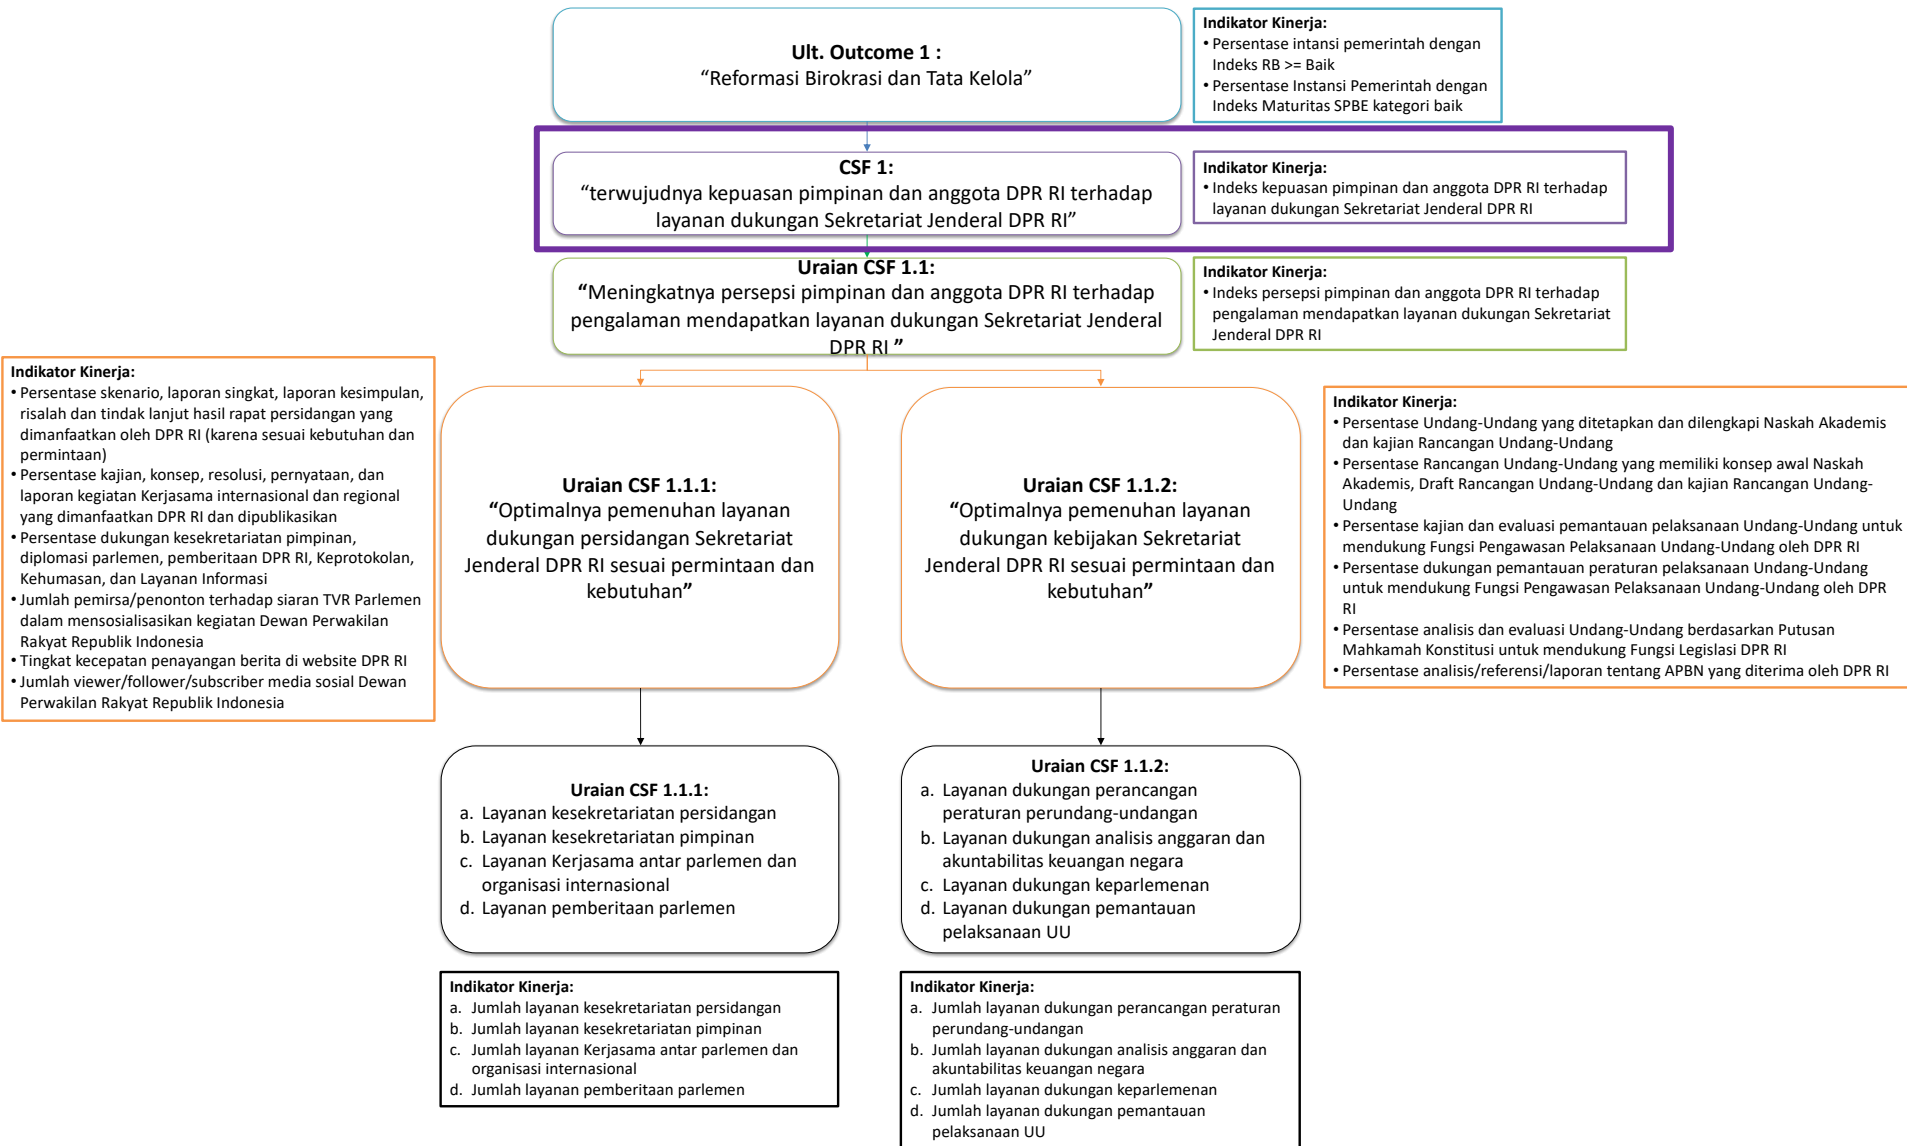 Ult. Outcome 1 :
“Reformasi Birokrasi dan Tata Kelola”
Indikator Kinerja:
• Persentase intansi pemerintah dengan
Indeks RB >= Baik
• Persentase Instansi Pemerintah dengan
Indeks Maturitas SPBE kategori baik
CSF 1:
“terwujudnya kepuasan pimpinan dan anggota DPR RI terhadap
layanan dukungan Sekretariat Jenderal DPR RI”
Indikator Kinerja:
• Indeks kepuasan pimpinan dan anggota DPR RI terhadap
layanan dukungan Sekretariat Jenderal DPR RI
Uraian CSF 1.1:
“Meningkatnya persepsi pimpinan dan anggota DPR RI terhadap
pengalaman mendapatkan layanan dukungan Sekretariat Jenderal
DPR RI ”
Indikator Kinerja:
• Indeks persepsi pimpinan dan anggota DPR RI terhadap
pengalaman mendapatkan layanan dukungan Sekretariat
Jenderal DPR RI
Indikator Kinerja:
• Persentase skenario, laporan singkat, laporan kesimpulan,
risalah dan tindak lanjut hasil rapat persidangan yang
dimanfaatkan oleh DPR RI (karena sesuai kebutuhan dan
permintaan)
• Persentase kajian, konsep, resolusi, pernyataan, dan
laporan kegiatan Kerjasama internasional dan regional
yang dimanfaatkan DPR RI dan dipublikasikan
• Persentase dukungan kesekretariatan pimpinan,
diplomasi parlemen, pemberitaan DPR RI, Keprotokolan,
Kehumasan, dan Layanan Informasi
• Jumlah pemirsa/penonton terhadap siaran TVR Parlemen
dalam mensosialisasikan kegiatan Dewan Perwakilan
Rakyat Republik Indonesia
• Tingkat kecepatan penayangan berita di website DPR RI
• Jumlah viewer/follower/subscriber media sosial Dewan
Perwakilan Rakyat Republik Indonesia
Uraian CSF 1.1.1:
“Optimalnya pemenuhan layanan
dukungan persidangan Sekretariat
Jenderal DPR RI sesuai permintaan dan
kebutuhan”
Uraian CSF 1.1.2:
“Optimalnya pemenuhan layanan
dukungan kebijakan Sekretariat
Jenderal DPR RI sesuai permintaan dan
kebutuhan”
Indikator Kinerja:
• Persentase Undang-Undang yang ditetapkan dan dilengkapi Naskah Akademis
dan kajian Rancangan Undang-Undang
• Persentase Rancangan Undang-Undang yang memiliki konsep awal Naskah
Akademis, Draft Rancangan Undang-Undang dan kajian Rancangan Undang-
Undang
• Persentase kajian dan evaluasi pemantauan pelaksanaan Undang-Undang untuk
mendukung Fungsi Pengawasan Pelaksanaan Undang-Undang oleh DPR RI
• Persentase dukungan pemantauan peraturan pelaksanaan Undang-Undang
untuk mendukung Fungsi Pengawasan Pelaksanaan Undang-Undang oleh DPR
RI
• Persentase analisis dan evaluasi Undang-Undang berdasarkan Putusan
Mahkamah Konstitusi untuk mendukung Fungsi Legislasi DPR RI
• Persentase analisis/referensi/laporan tentang APBN yang diterima oleh DPR RI
Uraian CSF 1.1.1:
a. Layanan kesekretariatan persidangan
b. Layanan kesekretariatan pimpinan
c. Layanan Kerjasama antar parlemen dan
organisasi internasional
d. Layanan pemberitaan parlemen
Uraian CSF 1.1.2:
a. Layanan dukungan perancangan
peraturan perundang-undangan
b. Layanan dukungan analisis anggaran dan
akuntabilitas keuangan negara
c. Layanan dukungan keparlemenan
d. Layanan dukungan pemantauan
pelaksanaan UU
Indikator Kinerja:
a. Jumlah layanan kesekretariatan persidangan
b. Jumlah layanan kesekretariatan pimpinan
c. Jumlah layanan Kerjasama antar parlemen dan
organisasi internasional
d. Jumlah layanan pemberitaan parlemen
Indikator Kinerja:
a. Jumlah layanan dukungan perancangan peraturan
perundang-undangan
b. Jumlah layanan dukungan analisis anggaran dan
akuntabilitas keuangan negara
c. Jumlah layanan dukungan keparlemenan
d. Jumlah layanan dukungan pemantauan
pelaksanaan UU